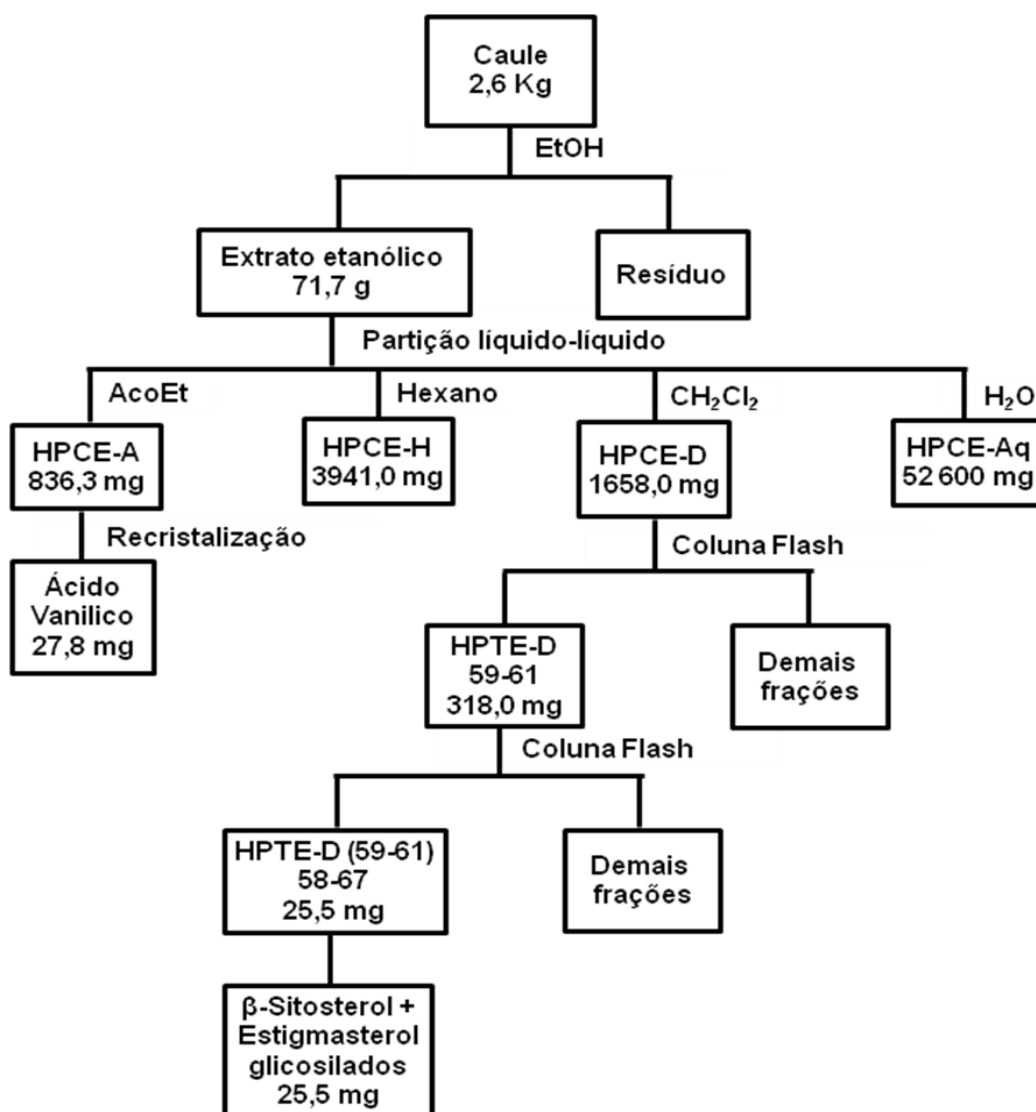 Caule
2,6 Kg
EtOH
Extrato etanólico
71,7 g
Resíduo
Partição líquido-líquido
AcoEt
Hexano
CH₂Cl₂
H₂O
HPCE-A
836,3 mg
HPCE-H
3941,0 mg
HPCE-D
1658,0 mg
HPCE-Aq
52 600 mg
Recristalização
Coluna Flash
Ácido
Vanilico
27,8 mg
HPTE-D
59-61
318,0 mg
Demais
frações
Coluna Flash
HPTE-D (59-61)
58-67
25,5 mg
Demais
frações
β-Sitosterol +
Estigmasterol
glicosilados
25,5 mg